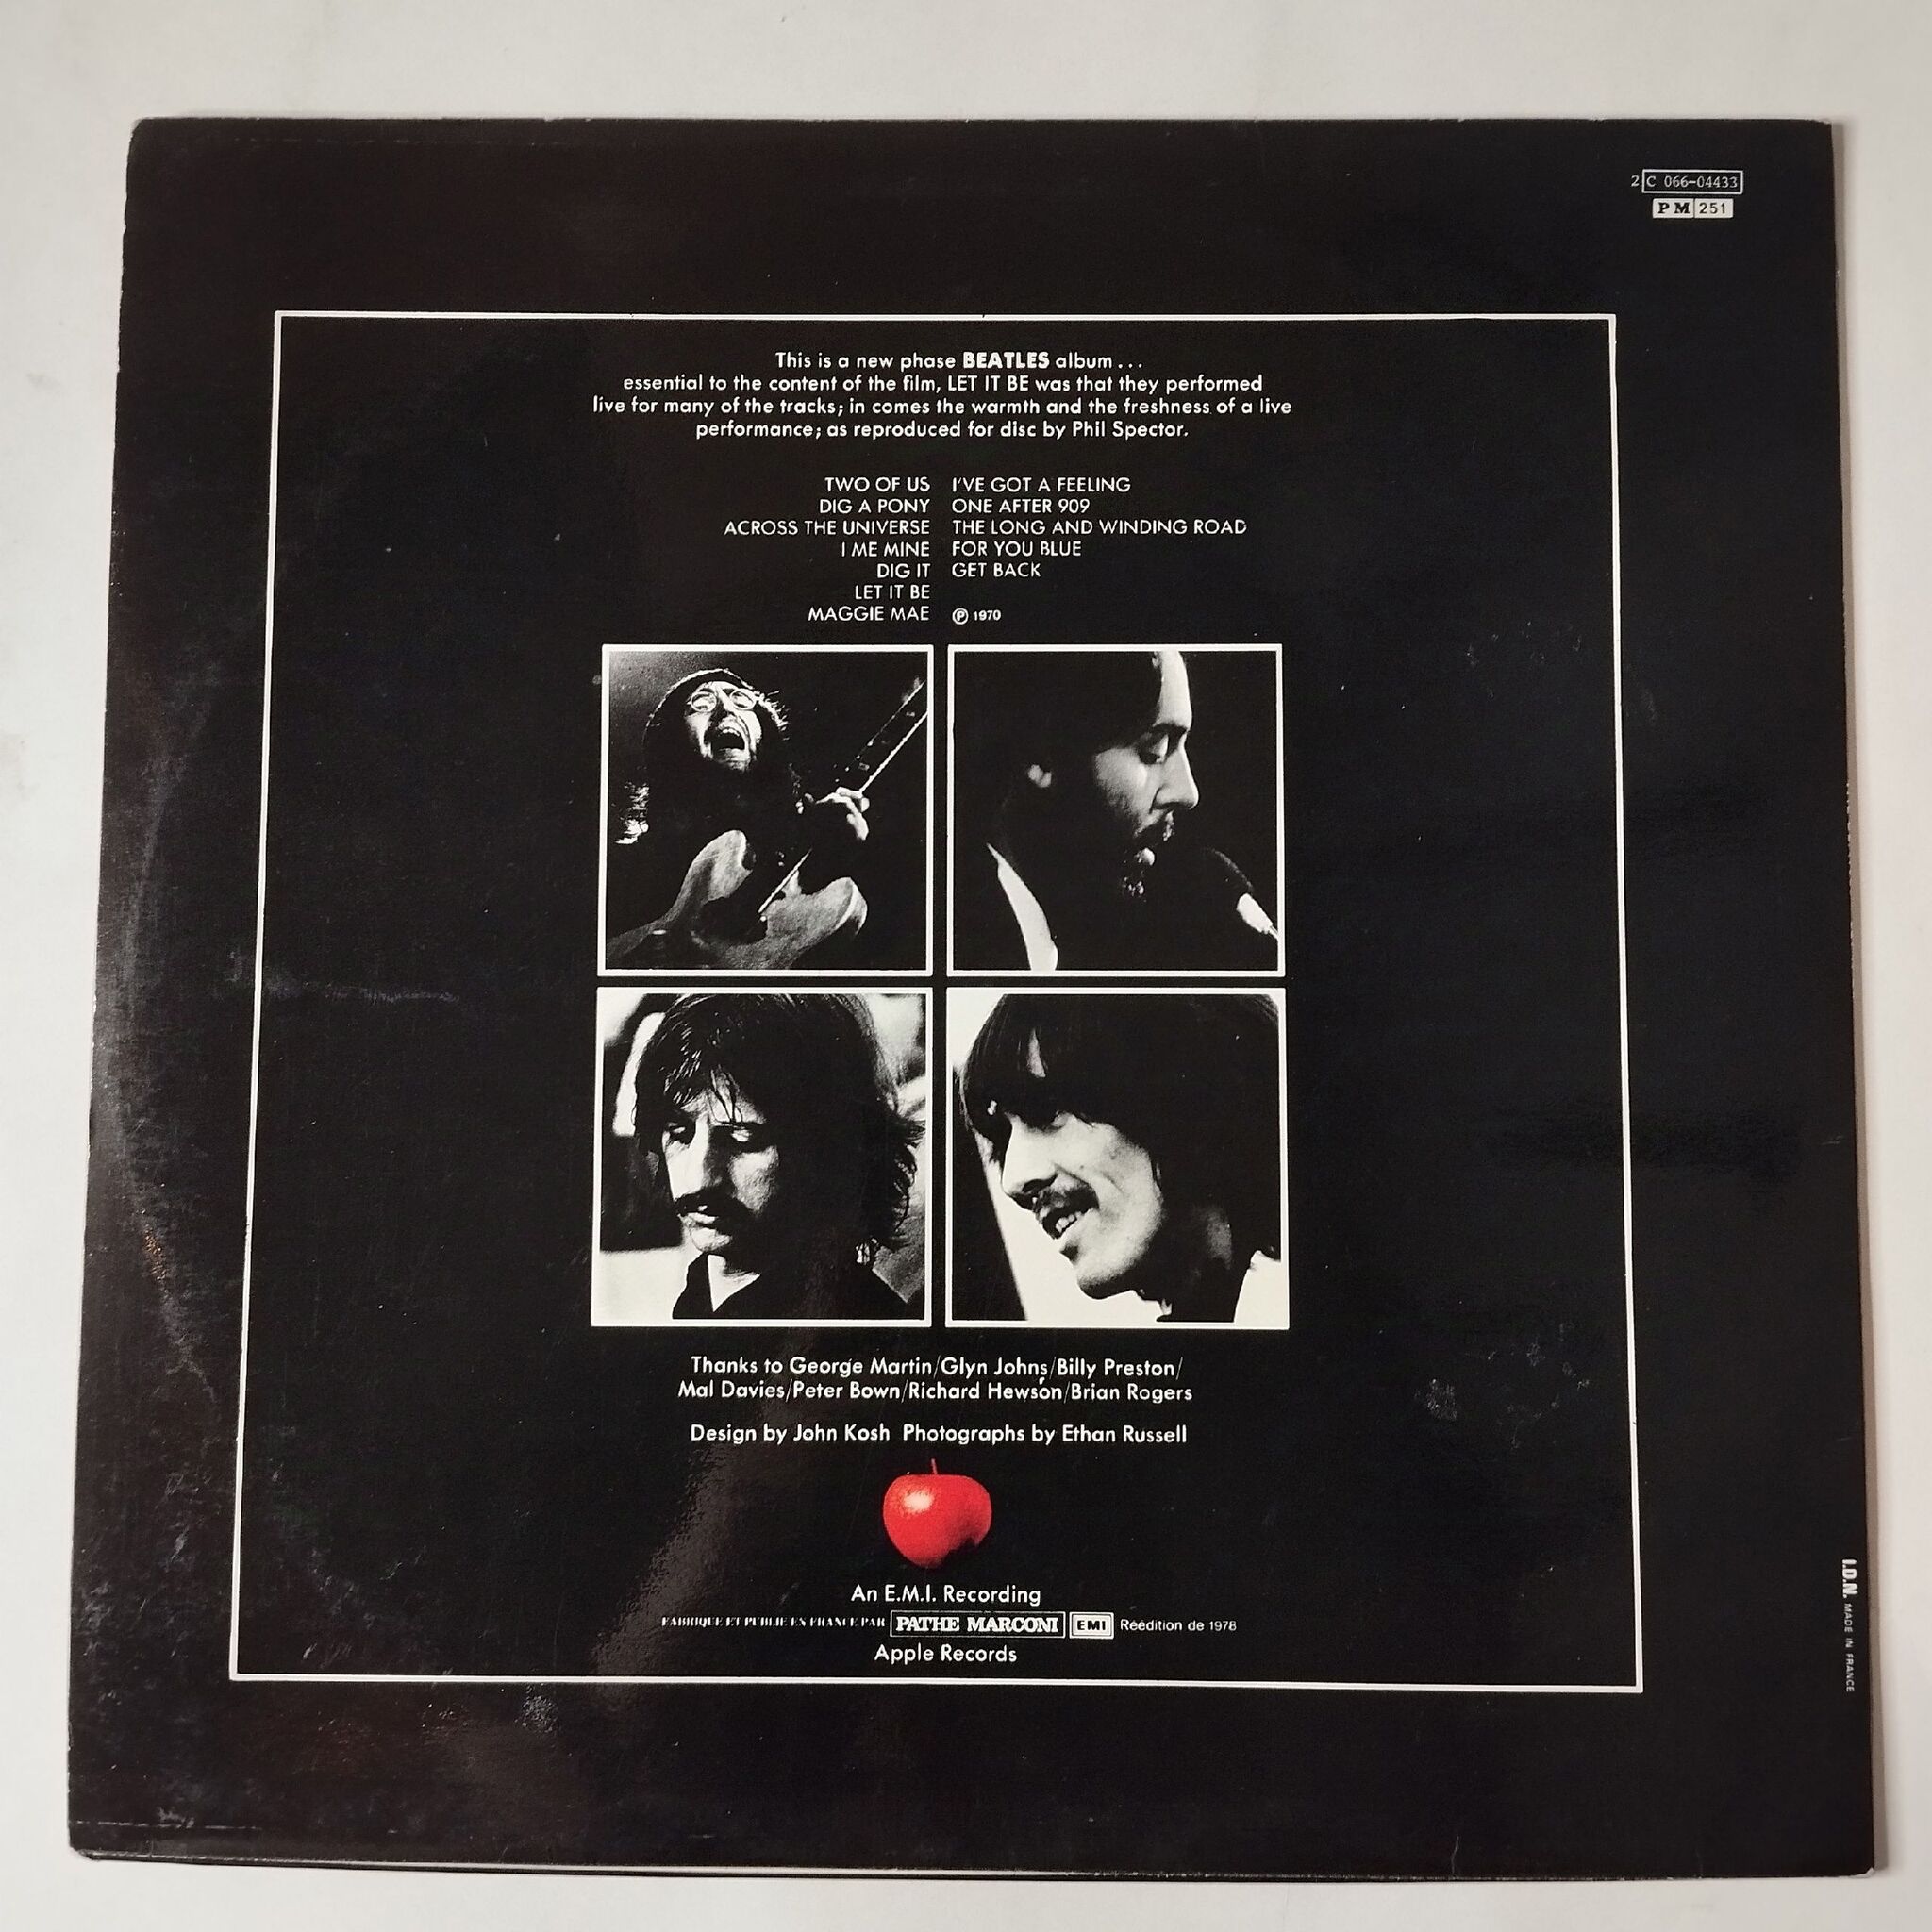 2 C 066-04433
PM 251
This is a new phase BEATLES album...
essential to the content of the film, LET IT BE was that they performed
live for many of the tracks; in comes the warmth and the freshness of a live
performance; as reproduced for disc by Phil Spector.
TWO OF US I'VE GOT A FEELING
DIG A PONY ONE AFTER 909
ACROSS THE UNIVERSE THE LONG AND WINDING ROAD
I ME MINE FOR YOU BLUE
DIG IT GET BACK
LET IT BE
MAGGIE MAE ℗ 1970
Thanks to George Martin/Glyn Johns/Billy Preston/
Mal Davies/Peter Bown/Richard Hewson/Brian Rogers
Design by John Kosh Photographs by Ethan Russell
An E.M.I. Recording
FABRIQUE ET PUBLIE EN FRANCE PAR PATHE MARCONI EMI Réédition de 1978
Apple Records
I.D.N. MADE IN FRANCE